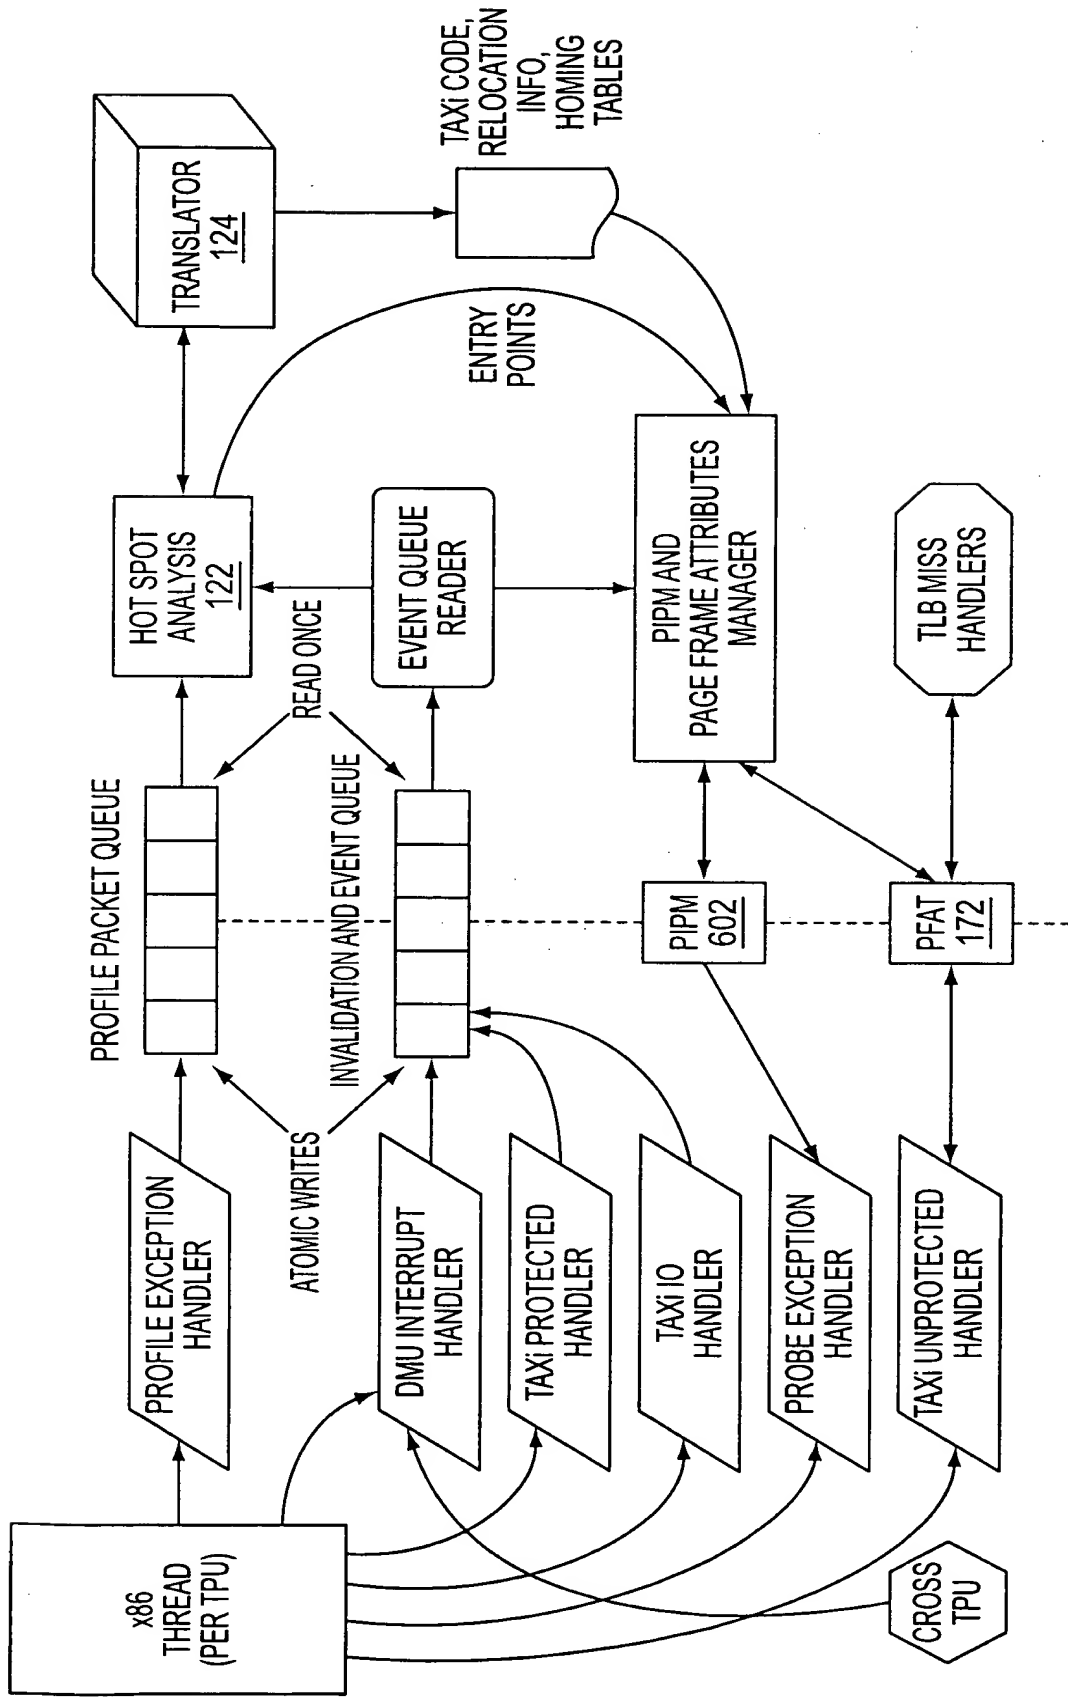 x86
THREAD
(PER TPU)
CROSS
TPU
PROFILE EXCEPTION
HANDLER
ATOMIC WRITES
DMU INTERRUPT
HANDLER
TAXi PROTECTED
HANDLER
TAXi IO
HANDLER
PROBE EXCEPTION
HANDLER
TAXi UNPROTECTED
HANDLER
PROFILE PACKET QUEUE
INVALIDATION AND EVENT QUEUE
PIPM
602
PFAT
172
READ ONCE
HOT SPOT
ANALYSIS
122
EVENT QUEUE
READER
PIPM AND
PAGE FRAME ATTRIBUTES
MANAGER
TLB MISS
HANDLERS
TRANSLATOR
124
ENTRY
POINTS
TAXi CODE,
RELOCATION
INFO,
HOMING
TABLES